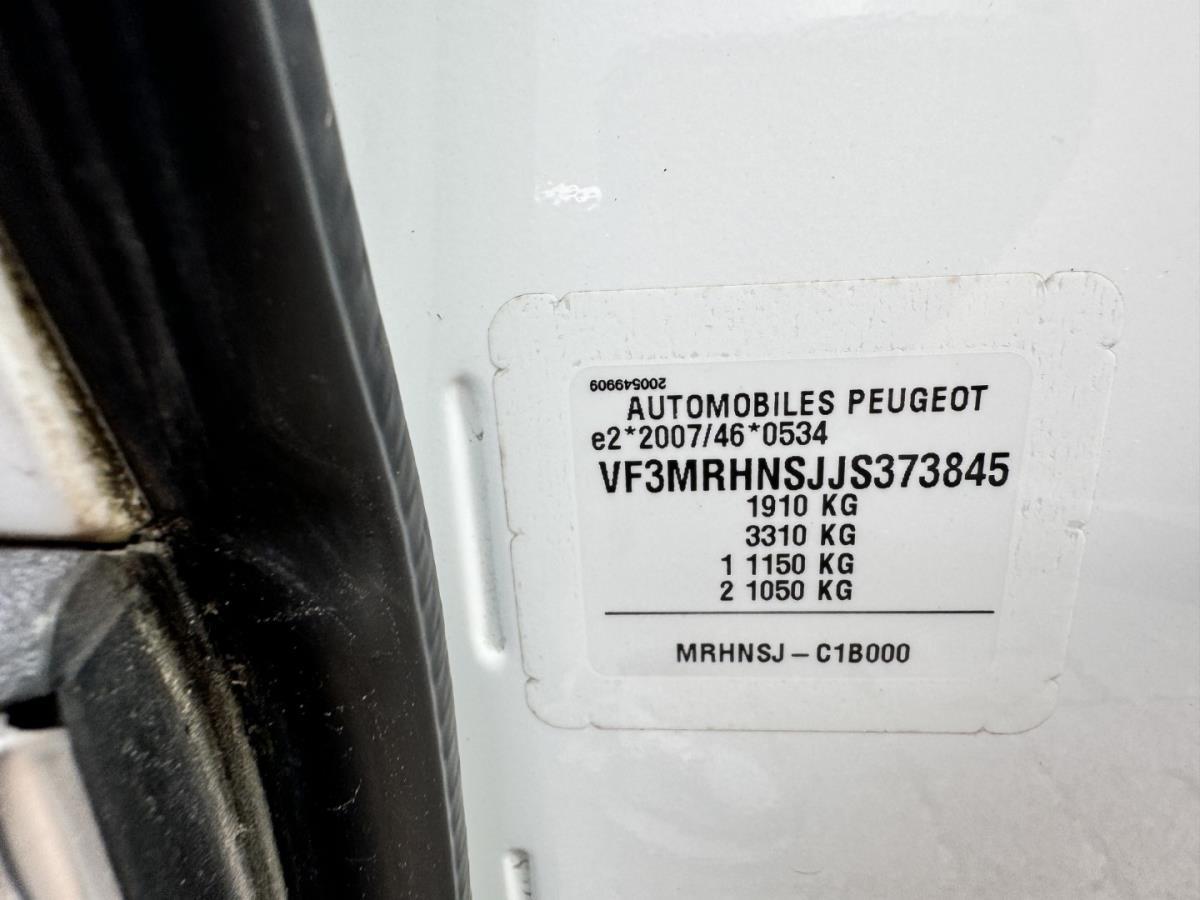 200549909
AUTOMOBILES PEUGEOT
e2*2007/46*0534
VF3MRHNSJJS373845
1910 KG
3310 KG
1 1150 KG
2 1050 KG
MRHNSJ – C1B000